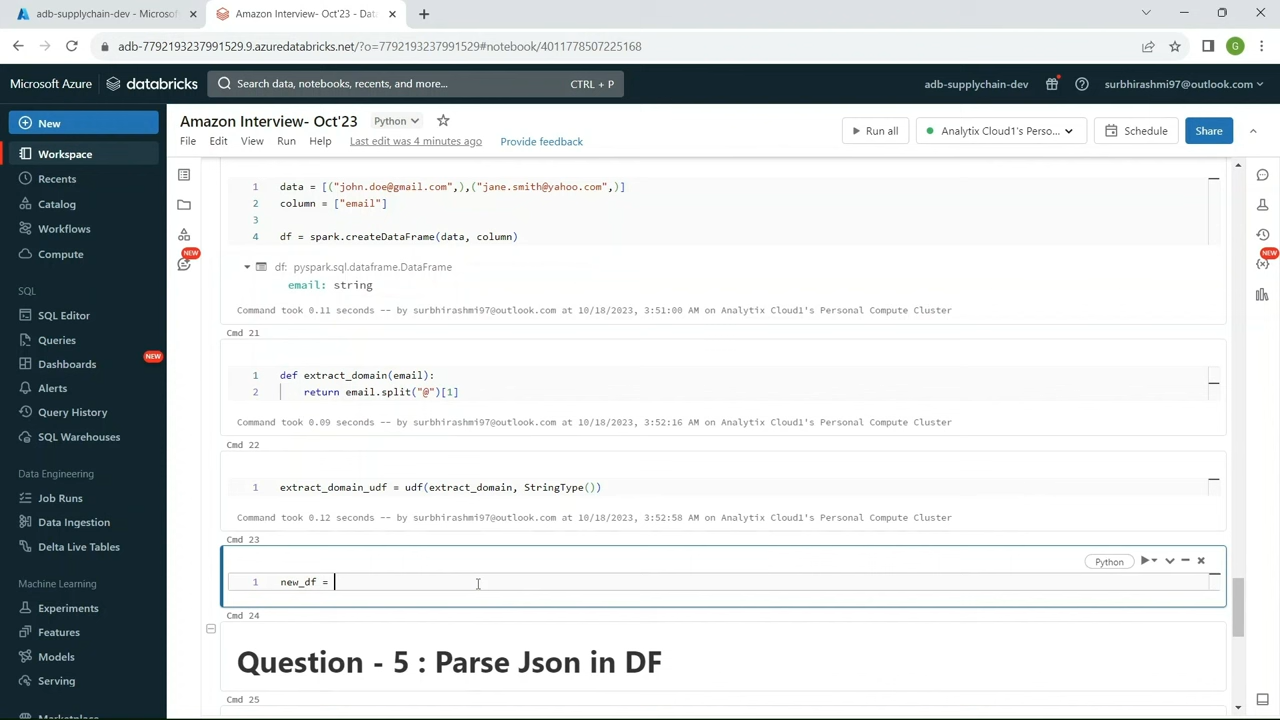 adb-supplychain-dev - Microsof
Amazon Interview- Oct'23 - Data
adb-7792193237991529.9.azuredatabricks.net/?o=7792193237991529#notebook/4011778507225168
G
Microsoft Azure
databricks
Search data, notebooks, recents, and more...
CTRL + P
adb-supplychain-dev
surbhirashmi97@outlook.com
New
Workspace
Recents
Catalog
Workflows
Compute
SQL
SQL Editor
Queries
Dashboards
NEW
Alerts
Query History
SQL Warehouses
Data Engineering
Job Runs
Data Ingestion
Delta Live Tables
Machine Learning
Experiments
Features
Models
Serving
Marketplace
Amazon Interview- Oct'23
Python
File Edit View Run Help Last edit was 4 minutes ago Provide feedback
Run all
Analytix Cloud1's Perso...
Schedule
Share
NEW
NEW
1 data = [("john.doe@gmail.com",),("jane.smith@yahoo.com",)]
2 column = ["email"]
3
4 df = spark.createDataFrame(data, column)
df: pyspark.sql.dataframe.DataFrame
email: string
Command took 0.11 seconds -- by surbhirashmi97@outlook.com at 10/18/2023, 3:51:00 AM on Analytix Cloud1's Personal Compute Cluster
Cmd 21
1 def extract_domain(email):
2 return email.split("@")[1]
Command took 0.09 seconds -- by surbhirashmi97@outlook.com at 10/18/2023, 3:52:16 AM on Analytix Cloud1's Personal Compute Cluster
Cmd 22
1 extract_domain_udf = udf(extract_domain, StringType())
Command took 0.12 seconds -- by surbhirashmi97@outlook.com at 10/18/2023, 3:52:58 AM on Analytix Cloud1's Personal Compute Cluster
Cmd 23
Python
1 new_df =
Cmd 24
Question - 5 : Parse Json in DF
Cmd 25